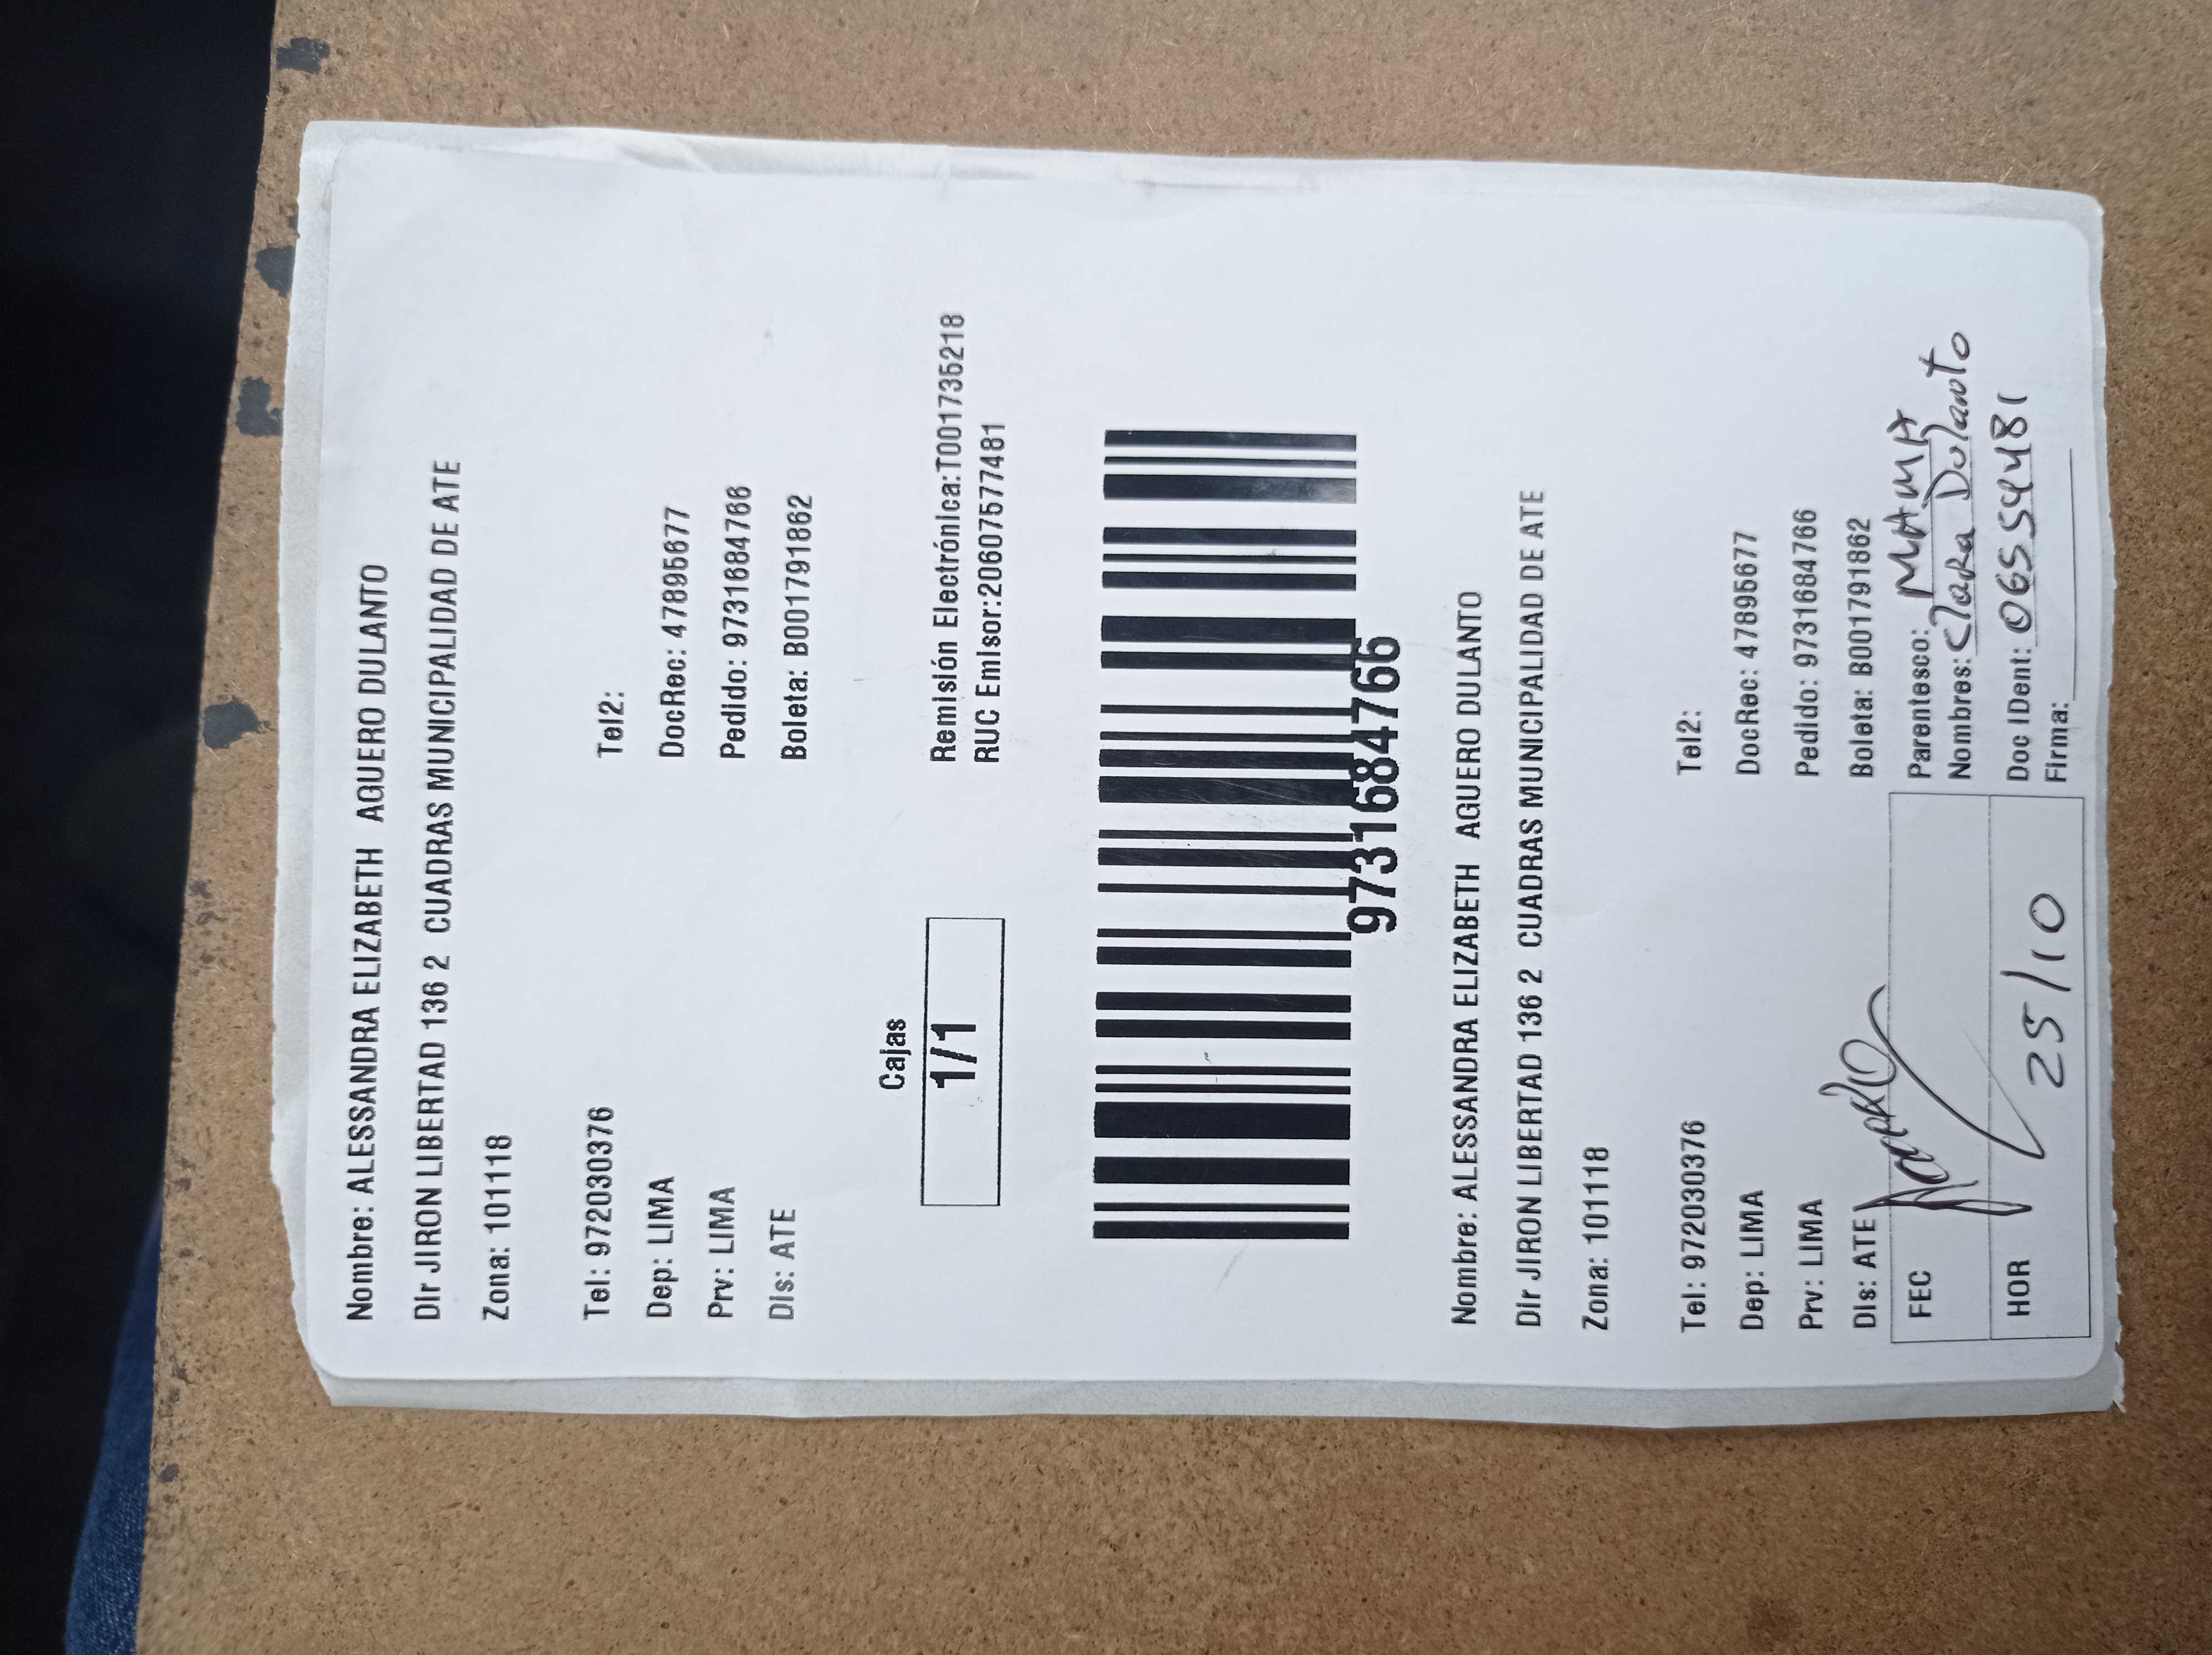 Nombre: ALESSANDRA ELIZABETH AGUERO DULANTO
DIr JIRON LIBERTAD 136 2 CUADRAS MUNICIPALIDAD DE ATE
Zona: 101118
Tel: 972030376 Tel2:
Dep: LIMA DocRec: 47895677
Prv: LIMA Pedido: 9731684766
DIs: ATE Boleta: B001791862
Cajas
1/1
Remisión Electrónica:T001735218
RUC Emisor:20607577481
9731684766
Nombre: ALESSANDRA ELIZABETH AGUERO DULANTO
DIr JIRON LIBERTAD 136 2 CUADRAS MUNICIPALIDAD DE ATE
Zona: 101118
Tel: 972030376 Tel2:
Dep: LIMA DocRec: 47895677
Prv: LIMA Pedido: 9731684766
DIs: ATE Boleta: B001791862
FEC Parentesco: MAMA
Nombres: Clara Dulanto
HOR 25/10 Doc IDent: 06554481
Firma: